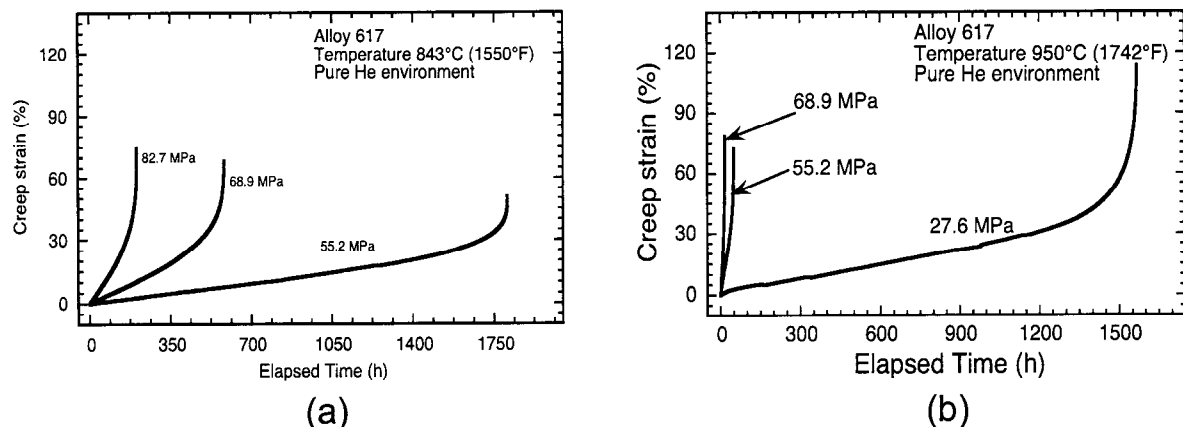 Alloy 617
Temperature 843°C (1550°F)
Pure He environment
Creep strain (%)
120
90
60
30
0
82.7 MPa
68.9 MPa
55.2 MPa
0
350
700
1050
1400
1750
Elapsed Time (h)
(a)
Alloy 617
Temperature 950°C (1742°F)
Pure He environment
Creep strain (%)
120
90
60
30
0
68.9 MPa
55.2 MPa
27.6 MPa
0
300
600
900
1200
1500
Elapsed Time (h)
(b)